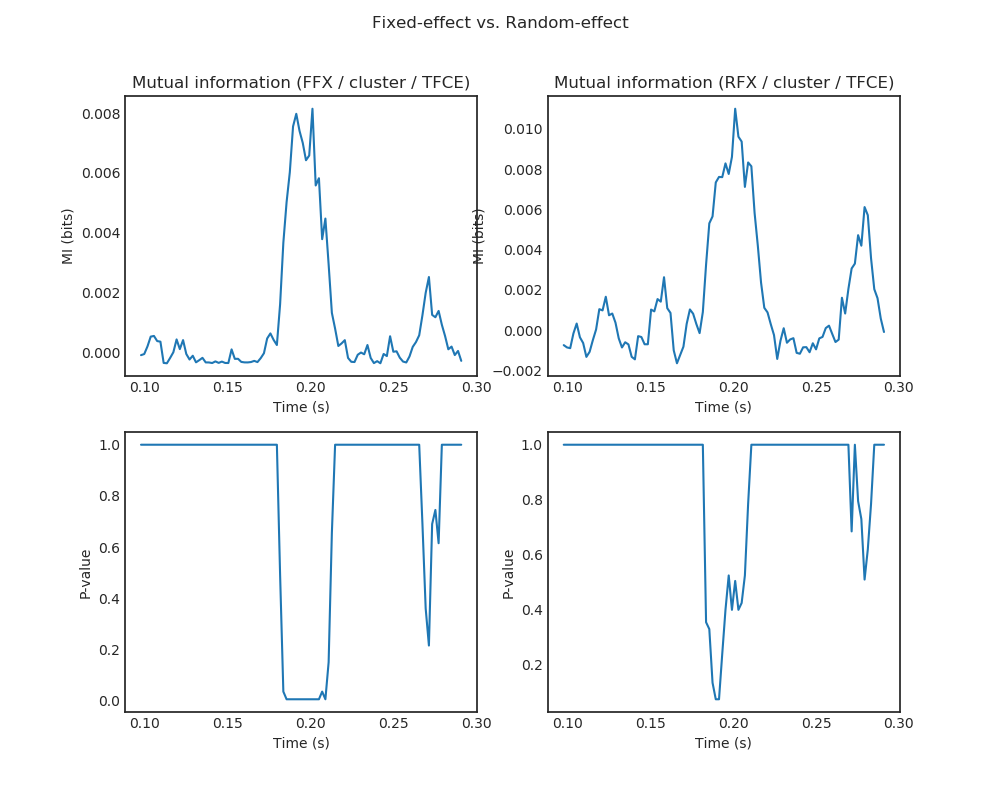 Fixed-effect vs. Random-effect
Mutual information (FFX / cluster / TFCE)
0.008
0.006
0.004
0.002
0.000
MI (bits)
0.10 0.15 0.20 0.25 0.30
Time (s)
Mutual information (RFX / cluster / TFCE)
0.010
0.008
0.006
0.004
0.002
0.000
−0.002
MI (bits)
0.10 0.15 0.20 0.25 0.30
Time (s)
1.0
0.8
0.6
0.4
0.2
0.0
P-value
0.10 0.15 0.20 0.25 0.30
Time (s)
1.0
0.8
0.6
0.4
0.2
P-value
0.10 0.15 0.20 0.25 0.30
Time (s)